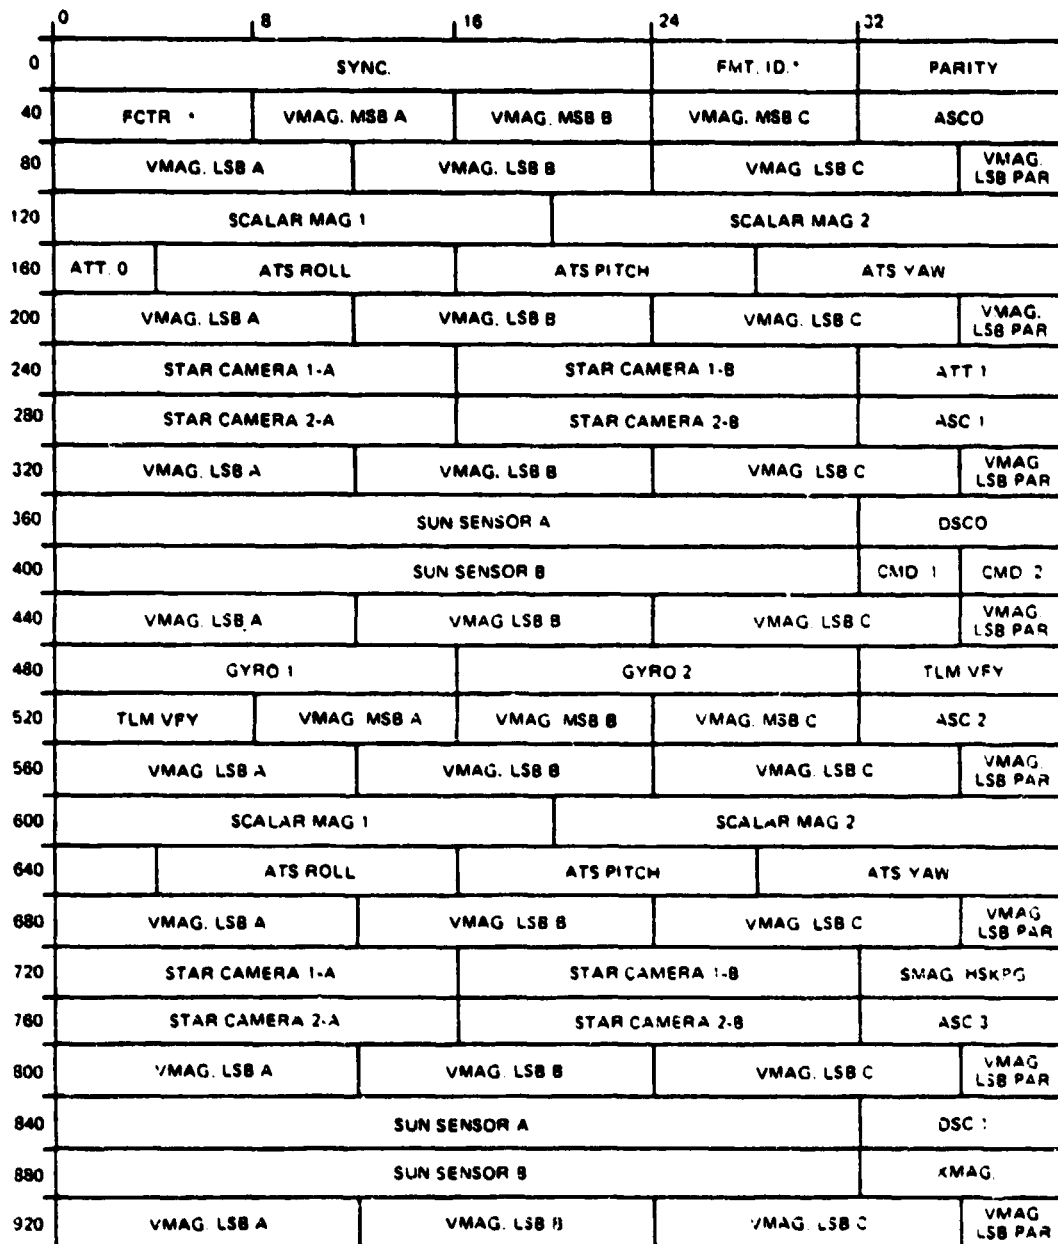 0 8 16 24 32
0 SYNC. FMT. ID.* PARITY
40 FCTR * VMAG. MSB A VMAG. MSB B VMAG. MSB C ASCO
80 VMAG. LSB A VMAG. LSB B VMAG. LSB C VMAG. LSB PAR
120 SCALAR MAG 1 SCALAR MAG 2
160 ATT. 0 ATS ROLL ATS PITCH ATS YAW
200 VMAG. LSB A VMAG. LSB B VMAG. LSB C VMAG. LSB PAR
240 STAR CAMERA 1-A STAR CAMERA 1-B ATT 1
280 STAR CAMERA 2-A STAR CAMERA 2-B ASC 1
320 VMAG. LSB A VMAG. LSB B VMAG LSB C VMAG LSB PAR
360 SUN SENSOR A DSCO
400 SUN SENSOR B CMD 1 CMD 2
440 VMAG. LSB A VMAG LSB B VMAG. LSB C VMAG LSB PAR
480 GYRO 1 GYRO 2 TLM VFY
520 TLM VFY VMAG MSB A VMAG MSB B VMAG. MSB C ASC 2
560 VMAG LSB A VMAG. LSB B VMAG. LSB C VMAG. LSB PAR
600 SCALAR MAG 1 SCALAR MAG 2
640 ATS ROLL ATS PITCH ATS YAW
680 VMAG. LSB A VMAG LSB B VMAG LSB C VMAG LSB PAR
720 STAR CAMERA 1-A STAR CAMERA 1-B SMAG HSKPG
760 STAR CAMERA 2-A STAR CAMERA 2-B ASC 3
800 VMAG. LSB A VMAG. LSB B VMAG. LSB C VMAG LSB PAR
840 SUN SENSOR A DSC 1
880 SUN SENSOR B XMAG.
920 VMAG LSB A VMAG. LSB B VMAG. LSB C VMAG LSB PAR